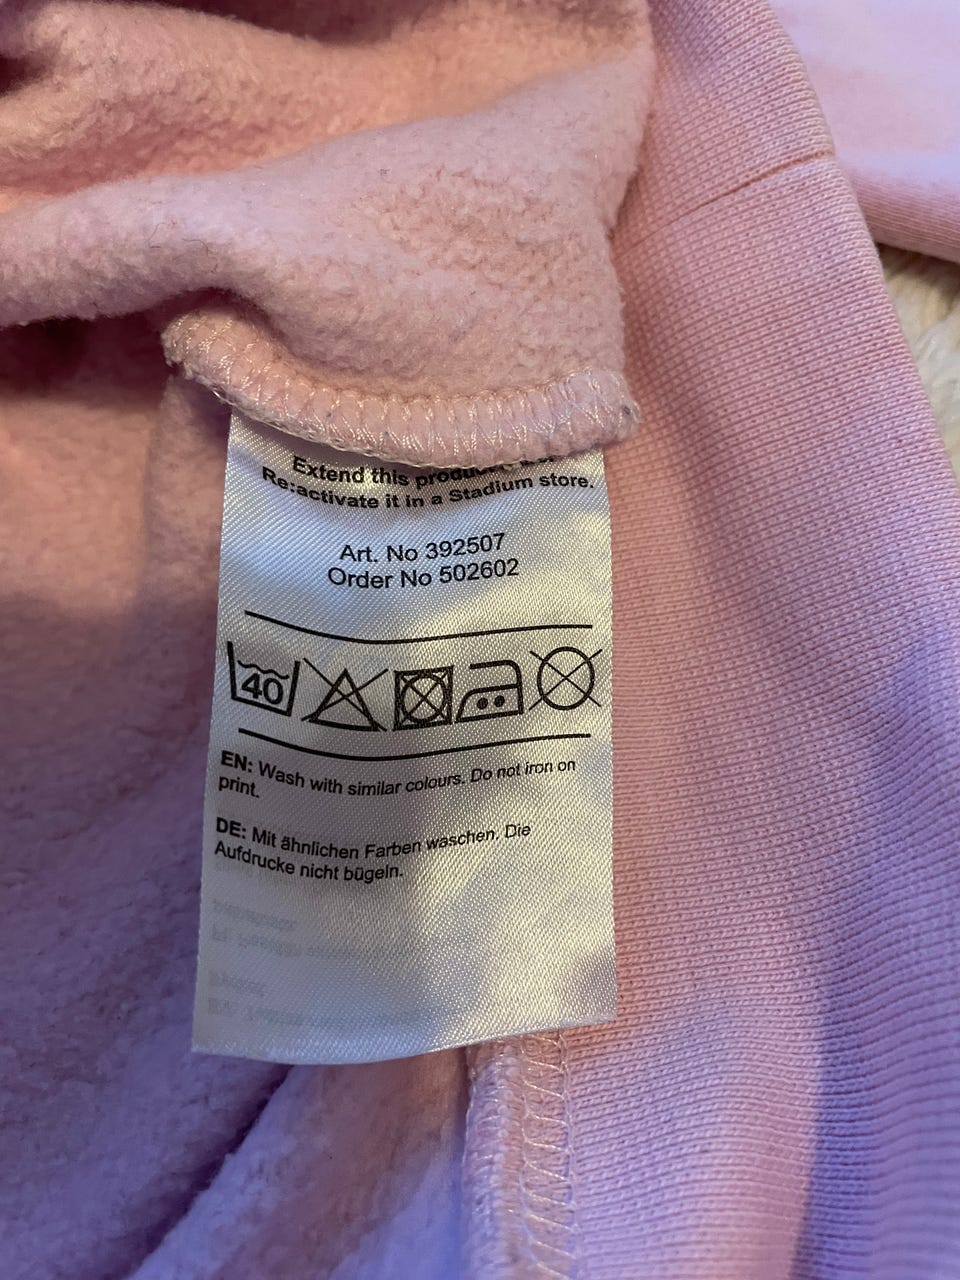 Extend this product
Re:activate it in a Stadium store.
Art. No 392507
Order No 502602
40
EN: Wash with similar colours. Do not iron on
print.
DE: Mit ähnlichen Farben waschen. Die
Aufdrucke nicht bügeln.